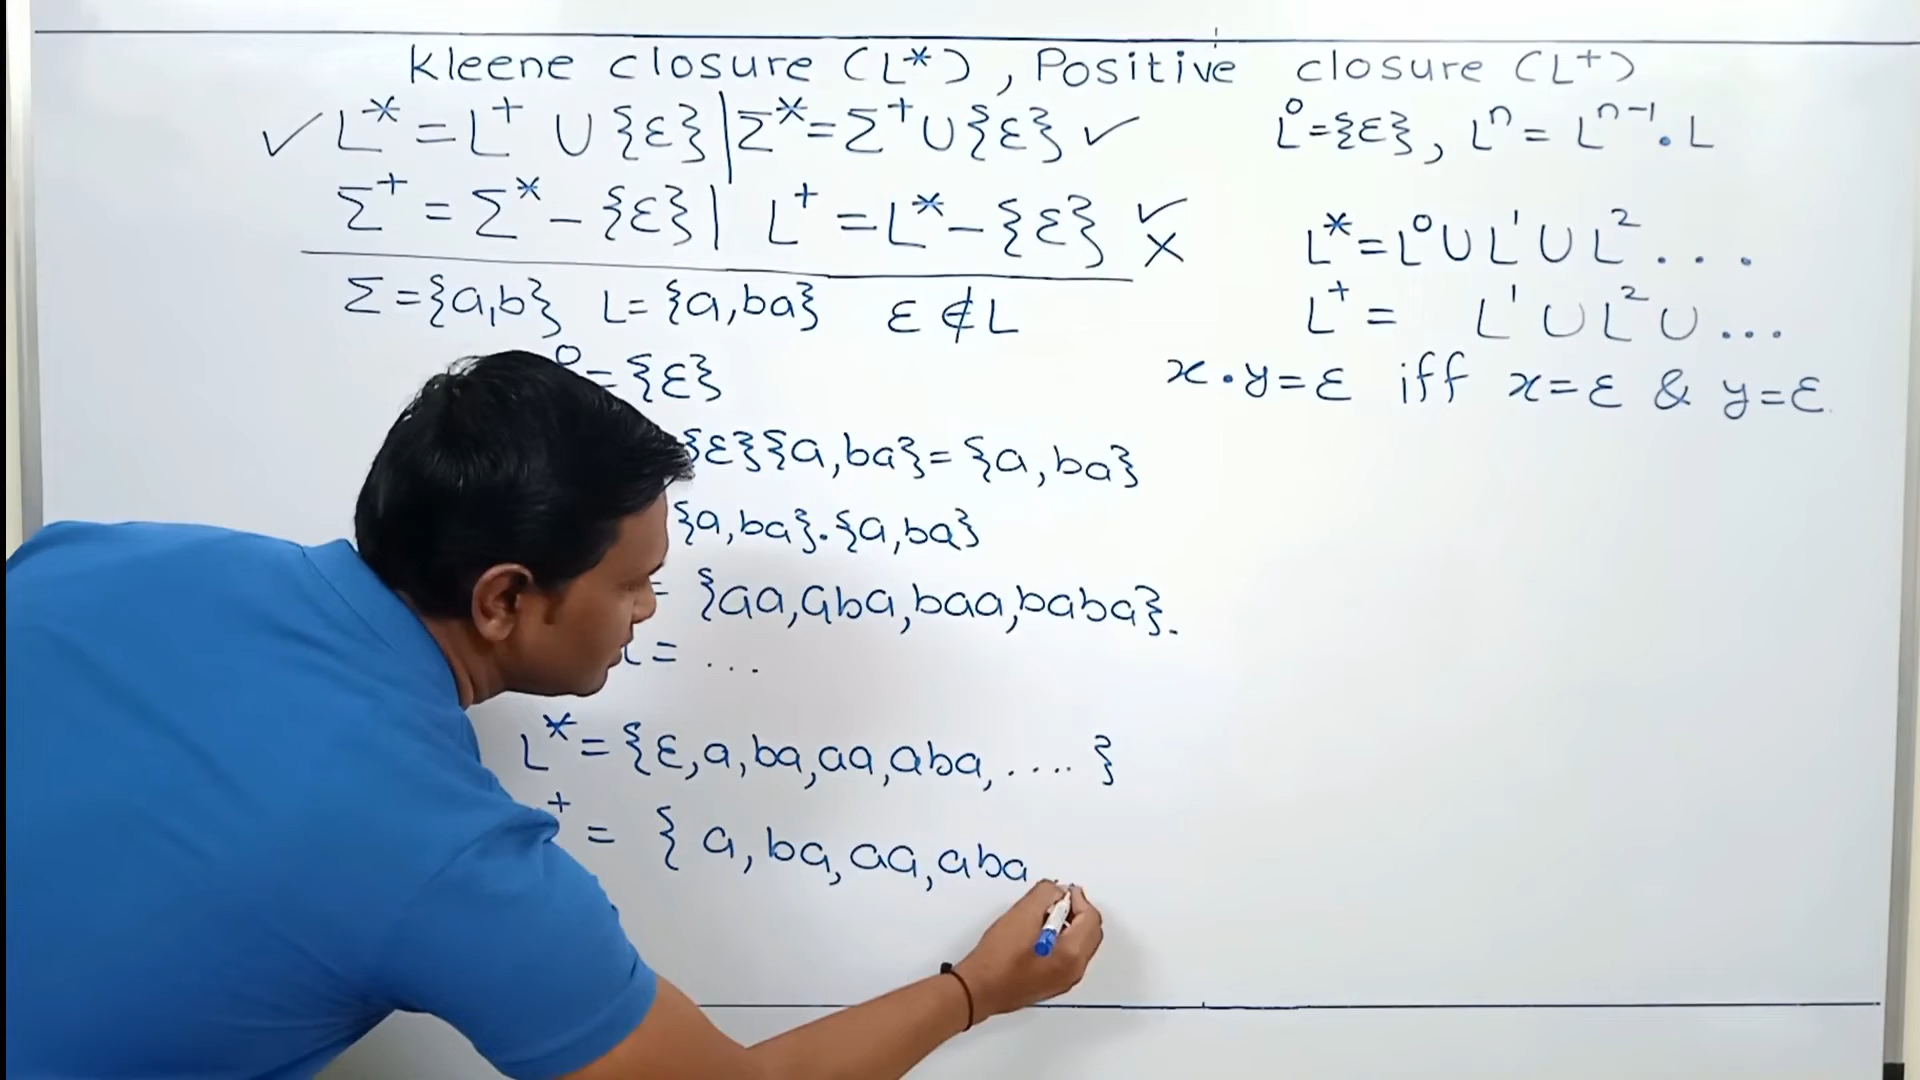 Kleene closure (L*), Positive closure (L⁺)
✓ L* = L⁺ ∪ {ε} | Σ* = Σ⁺ ∪ {ε} ✓
L⁰ = {ε}, Lⁿ = Lⁿ⁻¹ . L
Σ⁺ = Σ* - {ε} | L⁺ = L* - {ε} ✓ ×
L* = L⁰ ∪ L¹ ∪ L² . . .
Σ = {a,b} L = {a,ba} ε ∉ L
L⁺ = L¹ ∪ L² ∪ ...
⁰ = {ε}
x . y = ε iff x = ε & y = ε
{ε}{a,ba} = {a,ba}
{a,ba}.{a,ba}
= {aa,aba,baa,baba}.
= ...
L* = {ε,a,ba,aa,aba, .... }
⁺ = { a,ba,aa,aba